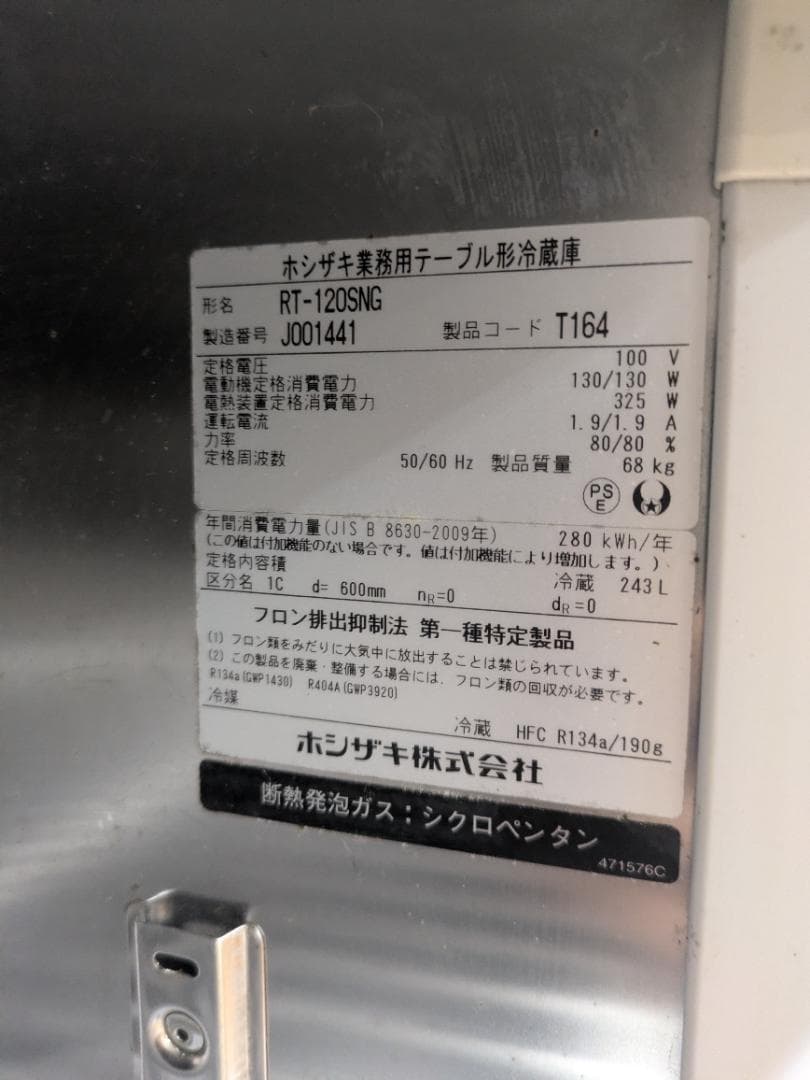 ホシザキ業務用テーブル形冷蔵庫
形名 RT-120SNG
製造番号 J001441 製品コード T164
定格電圧 100 V
電動機定格消費電力 130/130 W
電熱装置定格消費電力 325 W
運転電流 1.9/1.9 A
力率 80/80 %
定格周波数 50/60 Hz 製品質量 68 kg
PS
E
年間消費電力量(JIS B 8630-2009年) 280 kWh/年
(この値は付加機能のない場合です。値は付加機能により増加します。)
定格内容積 冷蔵 243 L
区分名 1C d= 600mm nR=0 dR=0
フロン排出抑制法 第一種特定製品
(1) フロン類をみだりに大気中に放出することは禁じられています。
(2) この製品を廃棄・整備する場合には、フロン類の回収が必要です。
R134a(GWP1430) R404A(GWP3920)
冷媒 冷蔵 HFC R134a/190g
ホシザキ株式会社
断熱発泡ガス：シクロペンタン
471576C